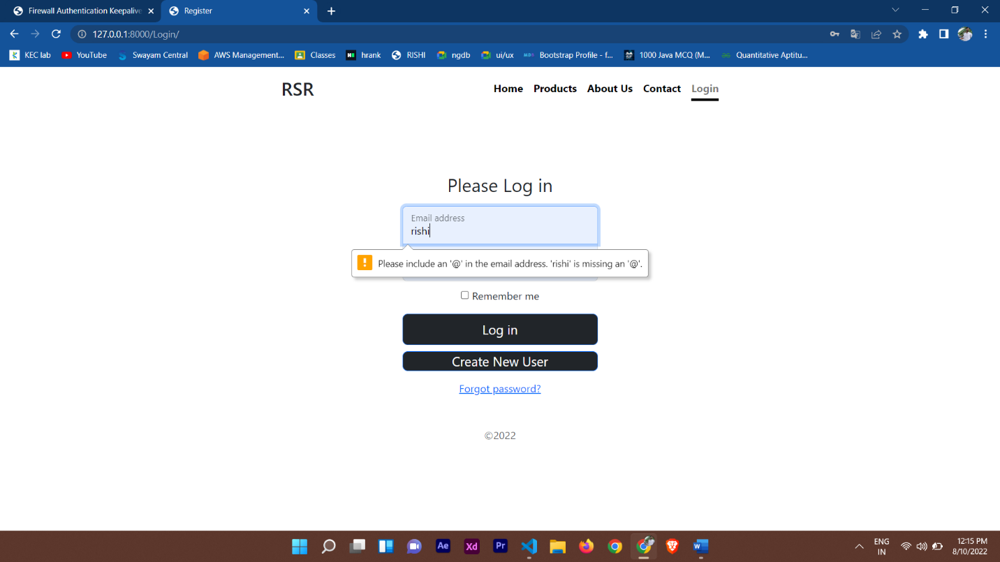 Firewall Authentication Keepalive
Register
127.0.0.1:8000/Login/
KEC lab YouTube Swayam Central AWS Management... Classes hrank RISHI ngdb ui/ux Bootstrap Profile - f... 1000 Java MCQ (M... Quantitative Aptitu...
RSR
Home Products About Us Contact Login
Please Log in
Email address
rishi
Please include an '@' in the email address. 'rishi' is missing an '@'.
Remember me
Log in
Create New User
Forgot password?
©2022
Ae Xd Pr
ENG
IN
12:15 PM
8/10/2022